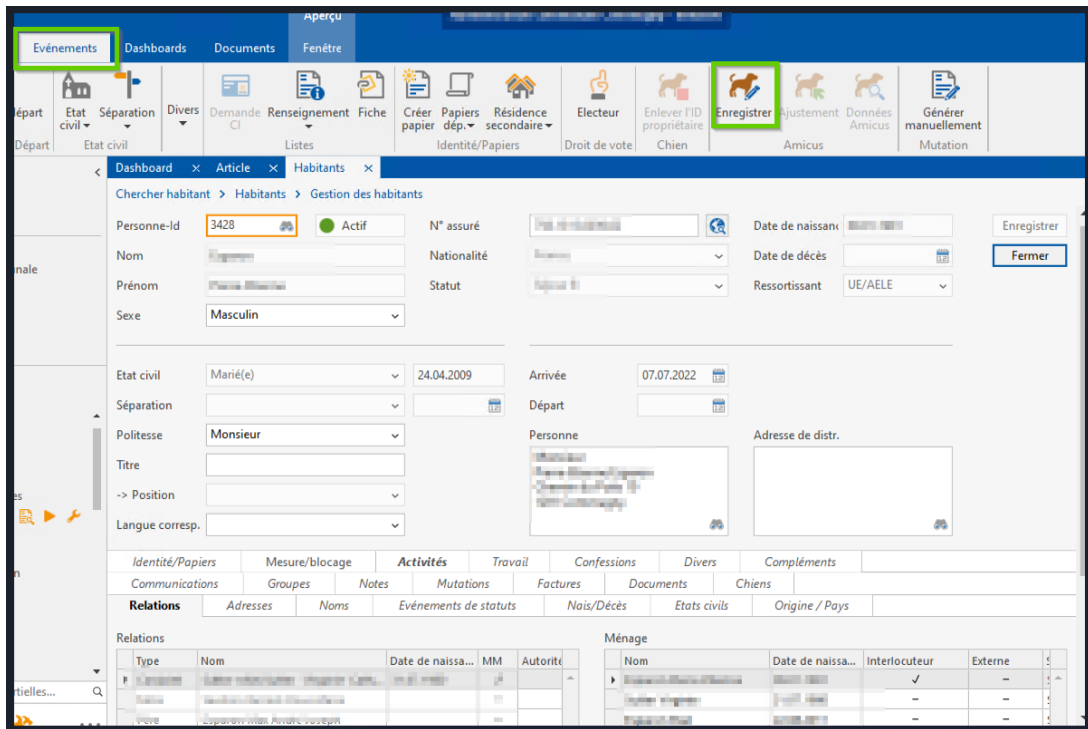 Aperçu
Evénements Dashboards Documents Fenêtre
épart Etat civil Séparation Divers Demande CI Renseignement Fiche Créer papier Papiers dép. Résidence secondaire Electeur Enlever l'ID propriétaire Enregistrer Ajustement Données Amicus Générer manuellement
Départ Etat civil Listes Identité/Papiers Droit de vote Chien Amicus Mutation
Dashboard Article Habitants
Chercher habitant > Habitants > Gestion des habitants
Personne-Id 3428 Actif N° assuré Date de naissanc Enregistrer
Nom Nationalité Date de décès Fermer
nale
Prénom Statut Ressortissant UE/AELE
Sexe Masculin
Etat civil Marié(e) 24.04.2009 Arrivée 07.07.2022
Séparation Départ
Politesse Monsieur Personne Adresse de distr.
Titre
es -> Position
Langue corresp.
Identité/Papiers Mesure/blocage Activités Travail Confessions Divers Compléments
n Communications Groupes Notes Mutations Factures Documents Chiens
Relations Adresses Noms Evénements de statuts Nais/Décès Etats civils Origine / Pays
Relations Ménage
Type Nom Date de naissa... MM Autorité Nom Date de naissa... Interlocuteur Externe
rtielles...